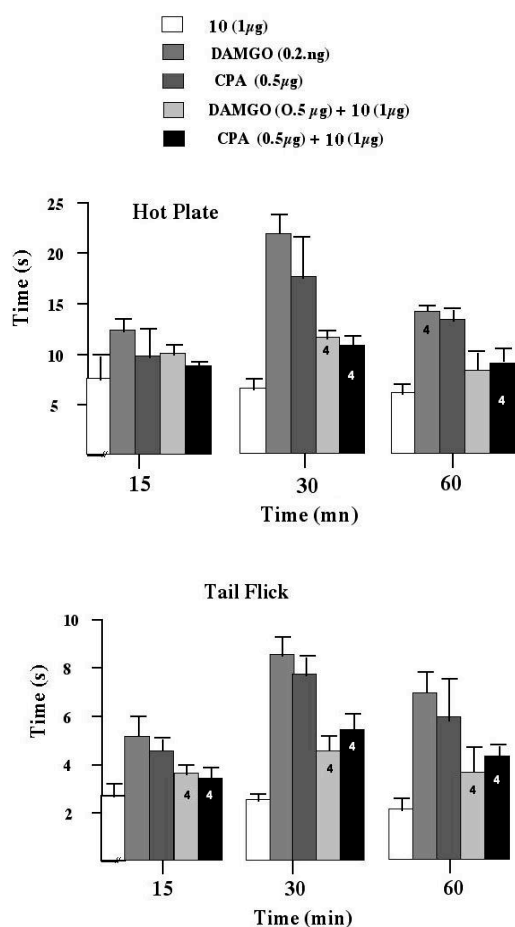 10 (1µg)
DAMGO (0.2.ng)
CPA (0.5µg)
DAMGO (O.5 µg) + 10 (1µg)
CPA (0.5µg) + 10 (1µg)
Hot Plate
Time (s)
25
20
15
10
5
4
4
4
4
15
30
60
Time (mn)
Tail Flick
Time (s)
10
8
6
4
2
4
4
4
4
4
4
15
30
60
Time (min)